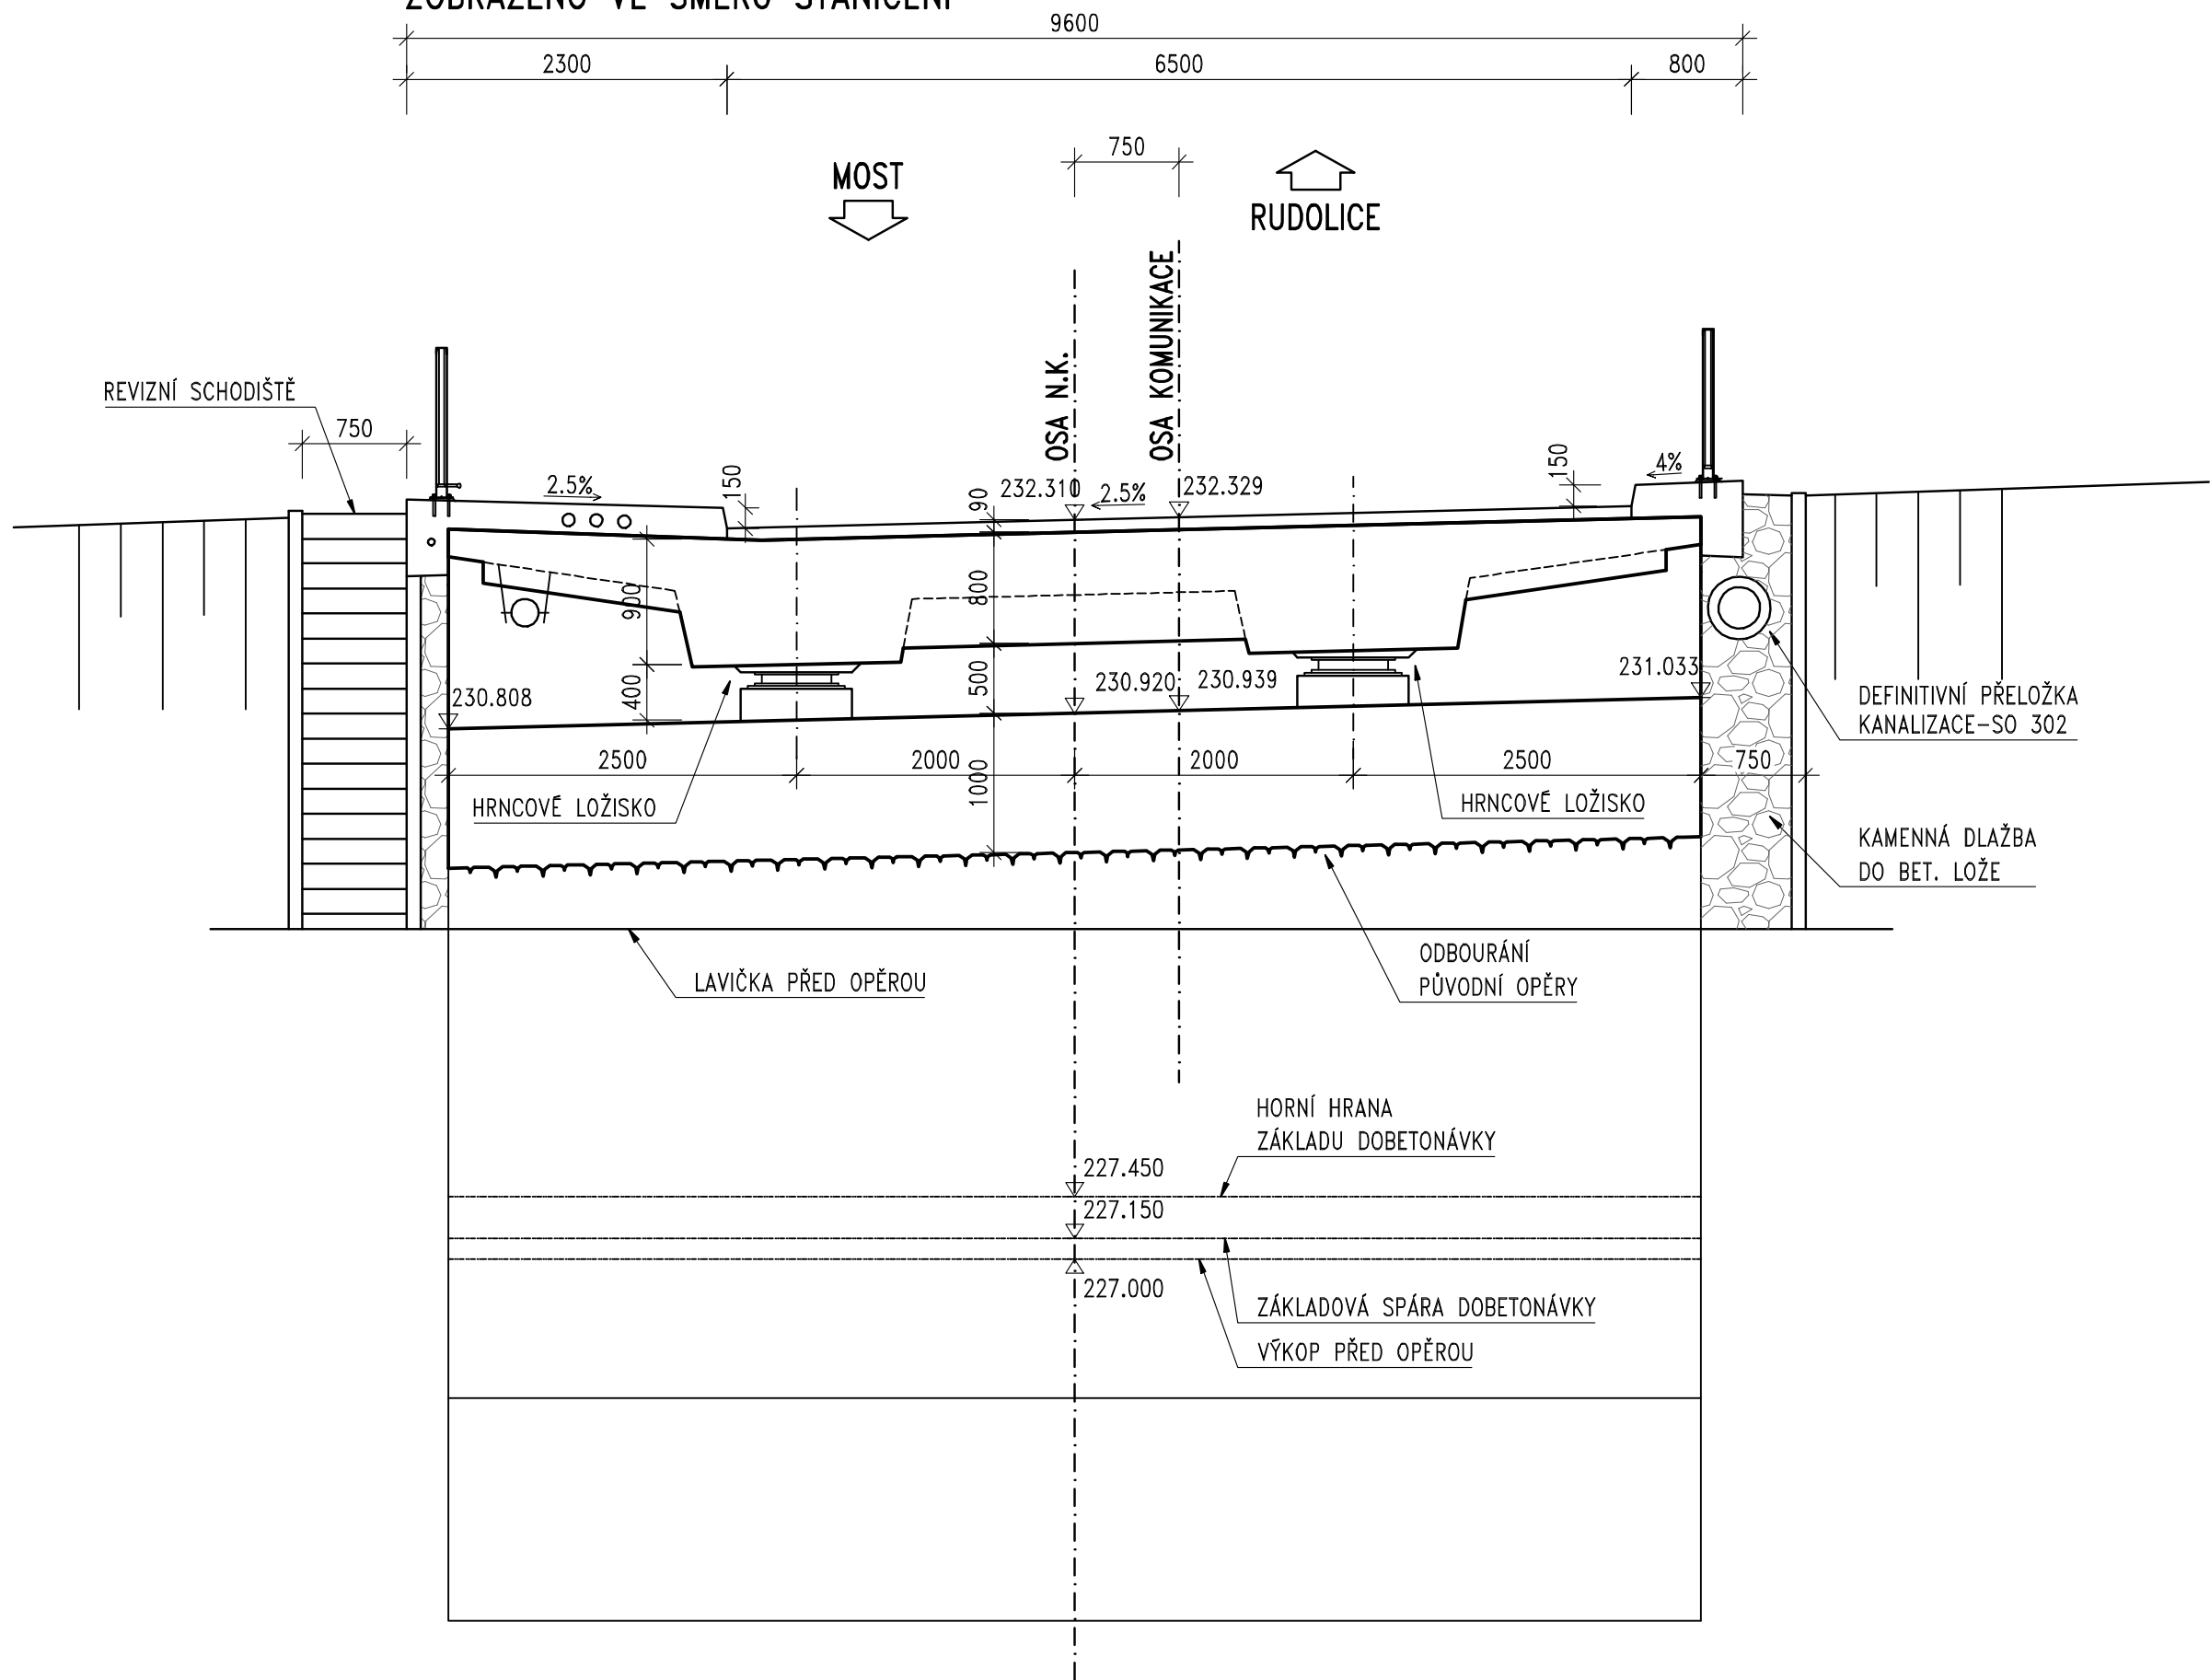 ZOBRAZENO VE SMĚRU STANIČENÍ
9600
2300
6500
800
750
MOST
RUDOLICE
OSA N.K.
OSA KOMUNIKACE
REVIZNÍ SCHODIŠTĚ
750
2.5%
150
232.310
90
2.5%
232.329
150
4%
900
800
400
500
230.808
230.920
230.939
231.033
DEFINITIVNÍ PŘELOŽKA
KANALIZACE-SO 302
2500
2000
1000
2000
2500
750
HRNCOVÉ LOŽISKO
HRNCOVÉ LOŽISKO
KAMENNÁ DLAŽBA
DO BET. LOŽE
LAVIČKA PŘED OPĚROU
ODBOURÁNÍ
PŮVODNÍ OPĚRY
HORNÍ HRANA
ZÁKLADU DOBETONÁVKY
227.450
227.150
227.000
ZÁKLADOVÁ SPÁRA DOBETONÁVKY
VÝKOP PŘED OPĚROU